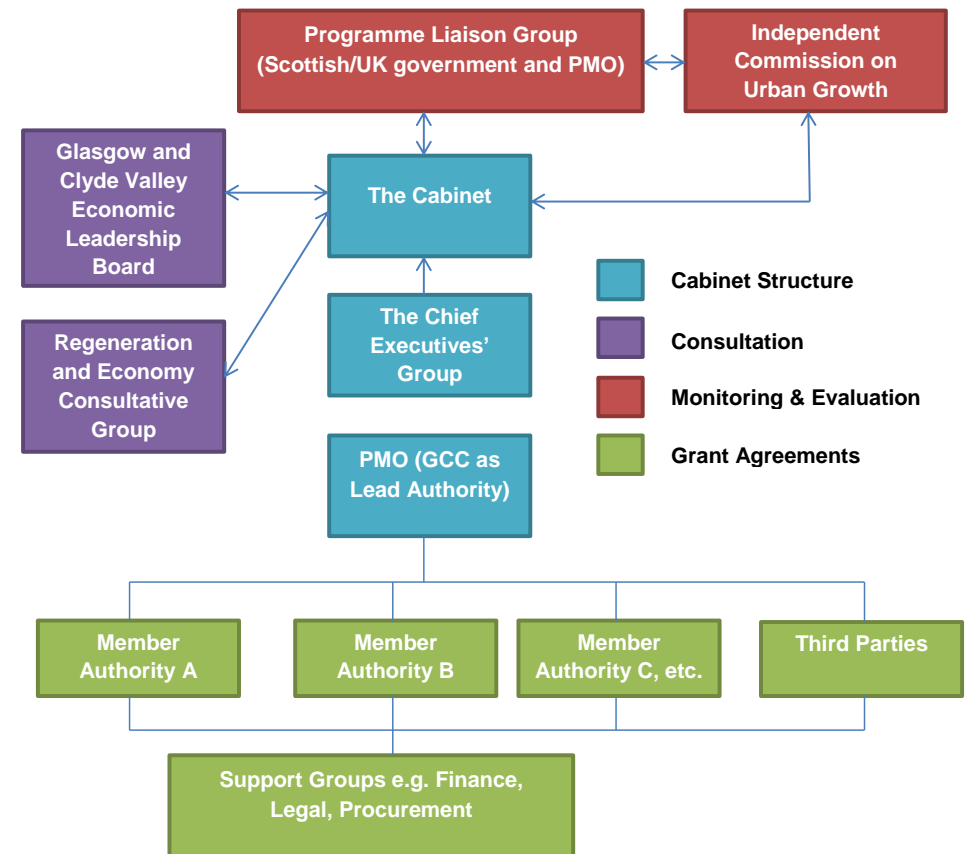 Programme Liaison Group
(Scottish/UK government and PMO)
Independent
Commission on
Urban Growth
Glasgow and
Clyde Valley
Economic
Leadership
Board
The Cabinet
Regeneration
and Economy
Consultative
Group
The Chief
Executives'
Group
Cabinet Structure
Consultation
Monitoring & Evaluation
Grant Agreements
PMO (GCC as
Lead Authority)
Member
Authority A
Member
Authority B
Member
Authority C, etc.
Third Parties
Support Groups e.g. Finance,
Legal, Procurement